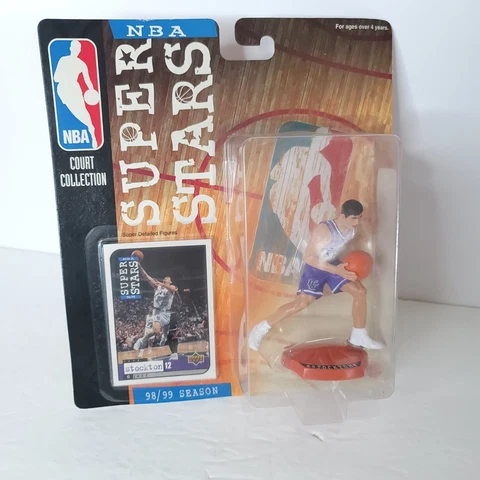 NBA
SUPER
STARS
For ages over 4 years.
NBA
COURT
COLLECTION
Super Detailed Figures
NBA
SUPER
STARS
stockton 12
98/99 SEASON
NBA